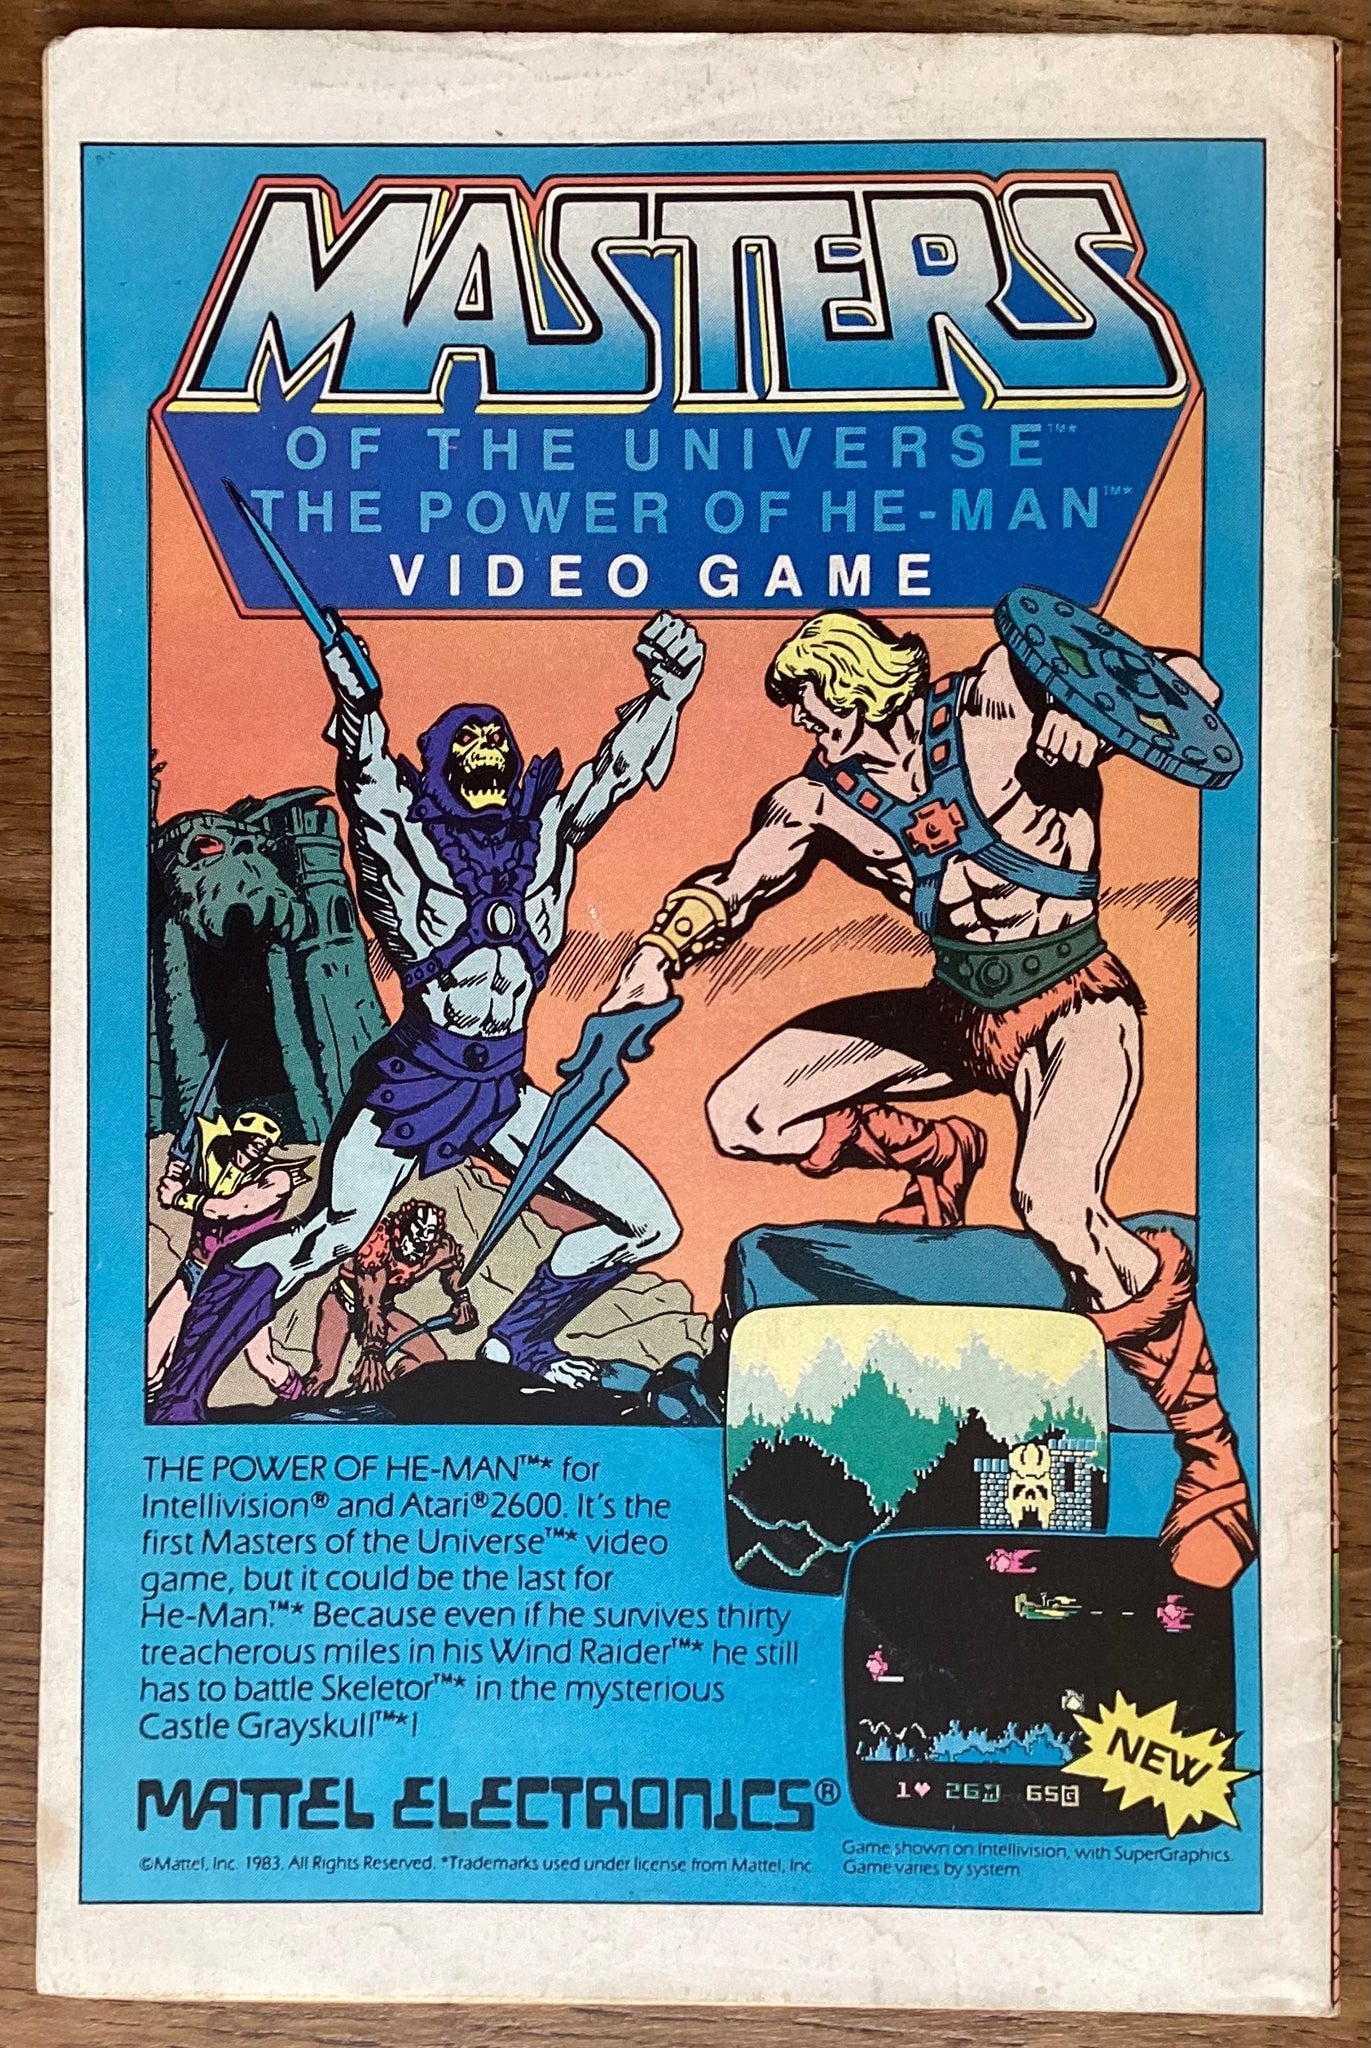 MASTERS
OF THE UNIVERSE™*
THE POWER OF HE-MAN™*
VIDEO GAME
THE POWER OF HE-MAN™* for
Intellivision® and Atari® 2600. It's the
first Masters of the Universe™* video
game, but it could be the last for
He-Man™.* Because even if he survives thirty
treacherous miles in his Wind Raider™* he still
has to battle Skeletor™* in the mysterious
Castle Grayskull™*!
MATTEL ELECTRONICS®
©Mattel, Inc. 1983. All Rights Reserved. *Trademarks used under license from Mattel, Inc.
NEW
Game shown on Intellivision, with SuperGraphics.
Game varies by system